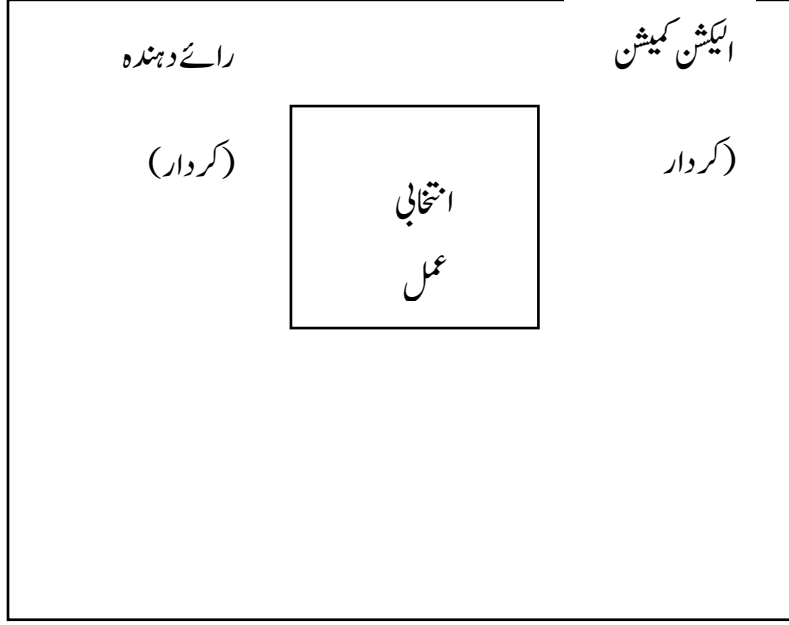 الیکشن کمیشن
رائے دہندہ
(کردار
(کردار)
انتخابی
عمل